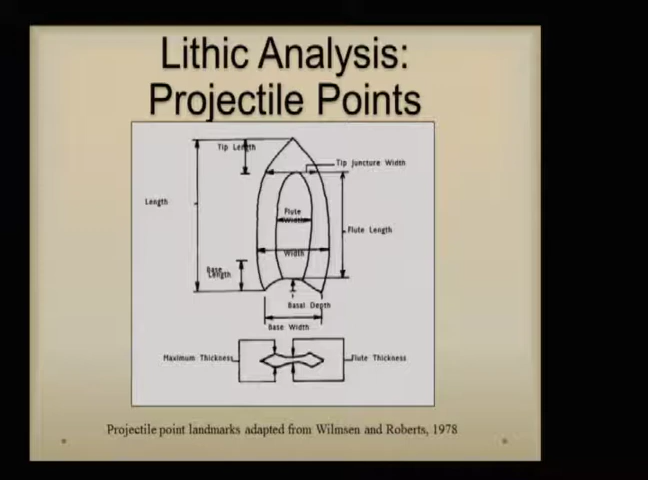 Lithic Analysis:
Projectile Points
Tip Length
Tip Juncture Width
Length
Flute
Width
Flute Length
Width
Base
Length
Basal Depth
Base Width
Maximum Thickness
Flute Thickness
Projectile point landmarks adapted from Wilmsen and Roberts, 1978